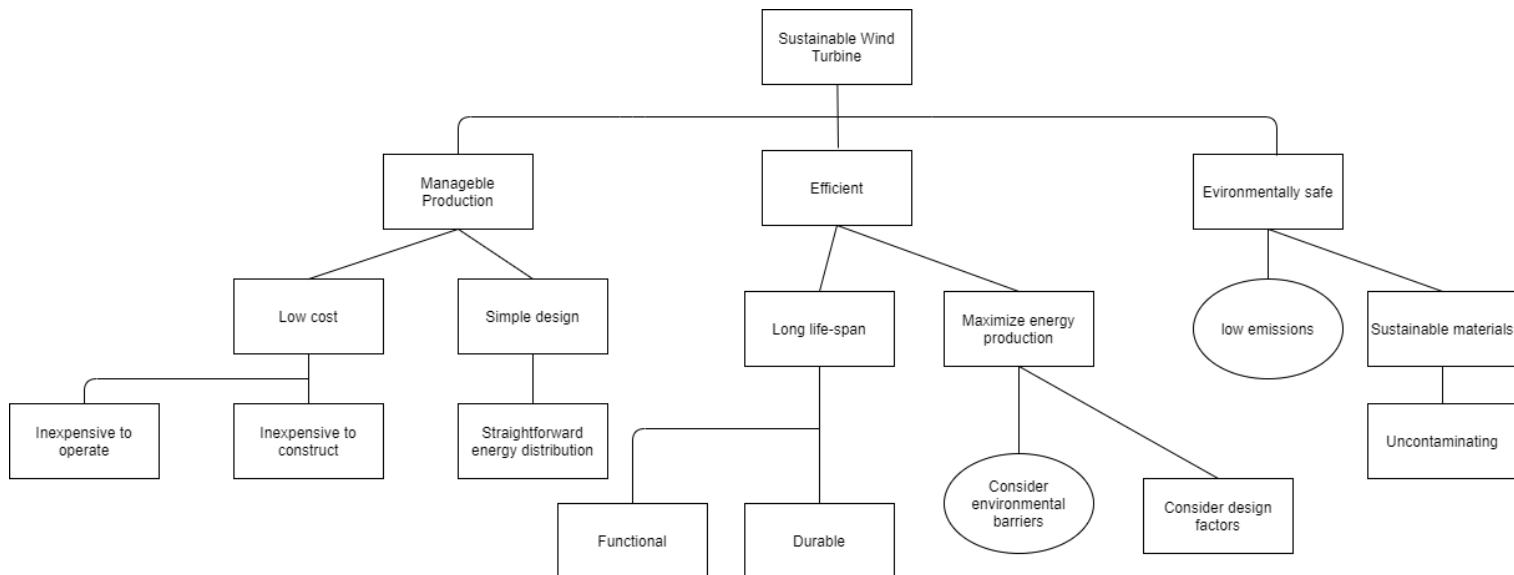 Sustainable Wind
Turbine
Manageble
Production
Efficient
Evironmentally safe
Low cost
Simple design
Long life-span
Maximize energy
production
low emissions
Sustainable materials
Inexpensive to
operate
Inexpensive to
construct
Straightforward
energy distribution
Uncontaminating
Functional
Durable
Consider
environmental
barriers
Consider design
factors